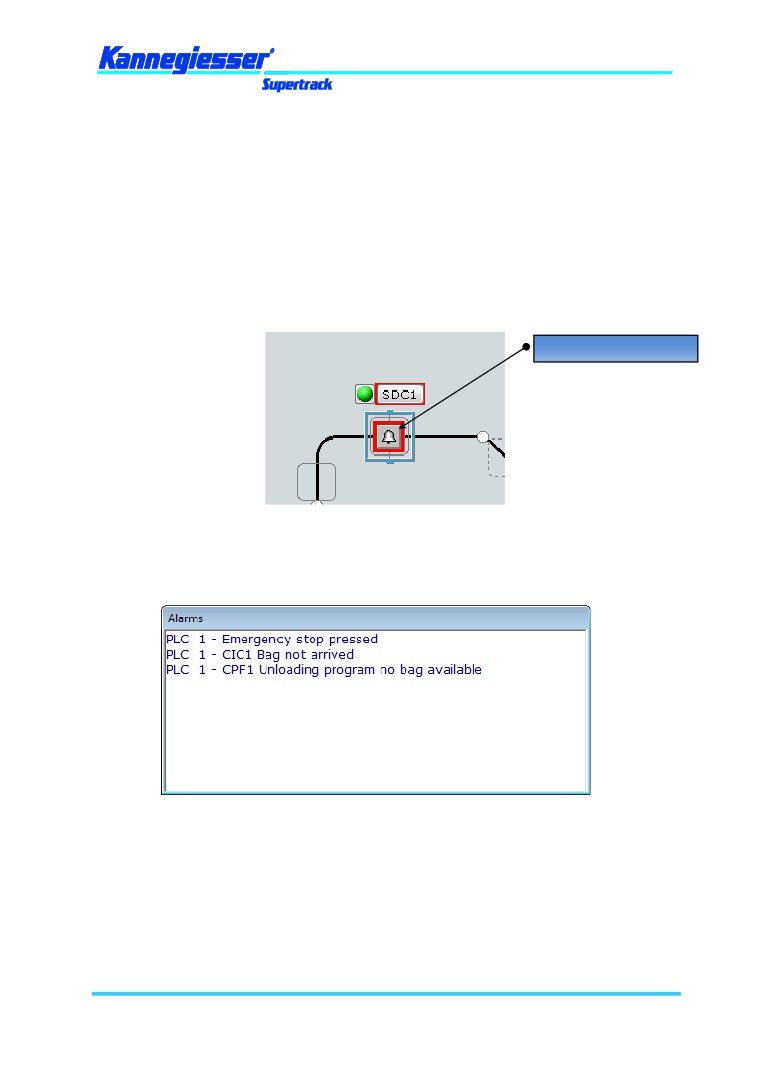 Kannegiesser
Supertrack
SDC1
Alarms
PLC 1 - Emergency stop pressed
PLC 1 - CIC1 Bag not arrived
PLC 1 - CPF1 Unloading program no bag available